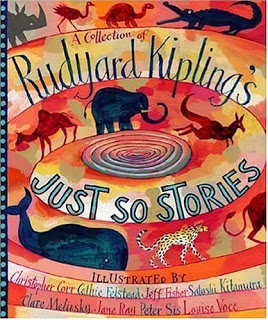 A Collection of
Rudyard Kipling's
JUST SO STORIES
ILLUSTRATED BY
Christopher Corr Cathie Felstead Jeff Fisher Satoshi Kitamura
Clare Melinsky Jane Ray Peter Sís Louise Voce